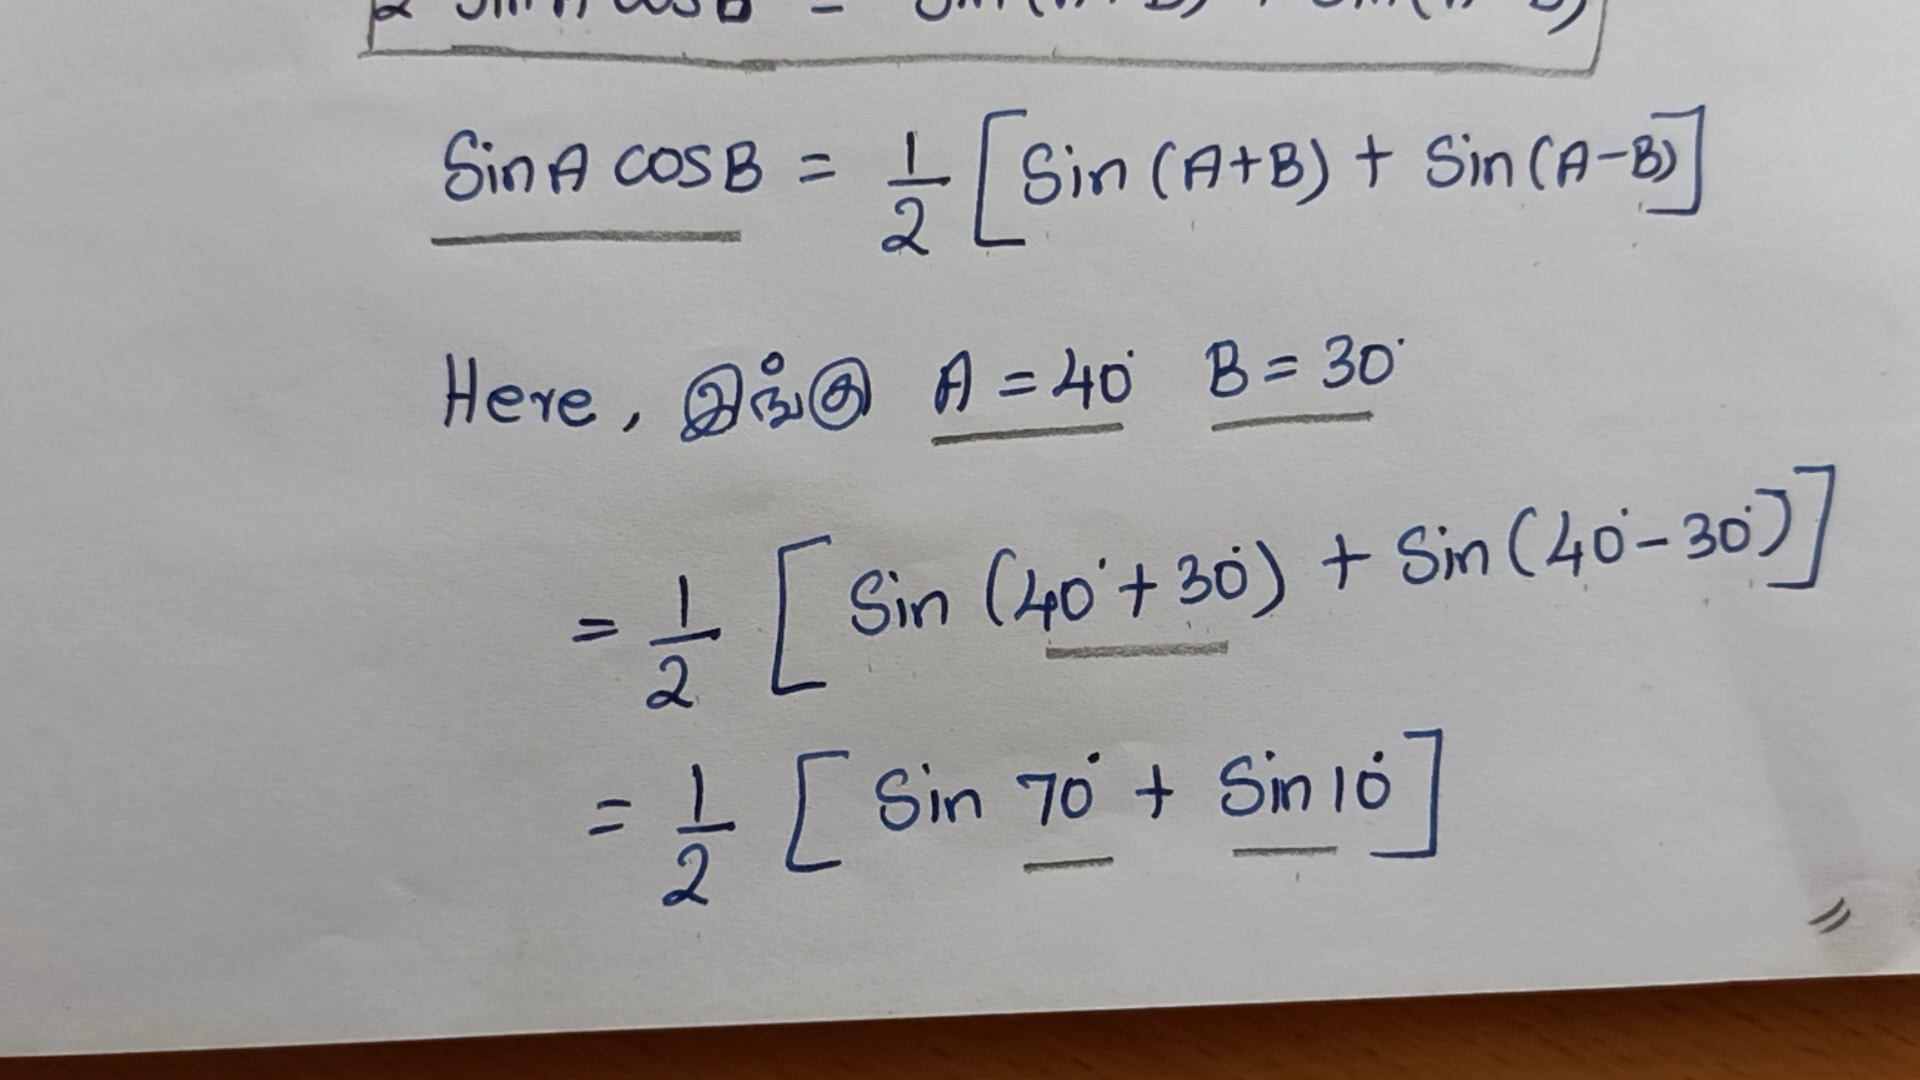 Sin A cos B = 1/2 [Sin (A+B) + Sin (A-B)]
Here, இங்கு A = 40° B = 30°
= 1/2 [Sin (40° + 30°) + Sin (40° - 30°)]
= 1/2 [Sin 70° + Sin 10°]